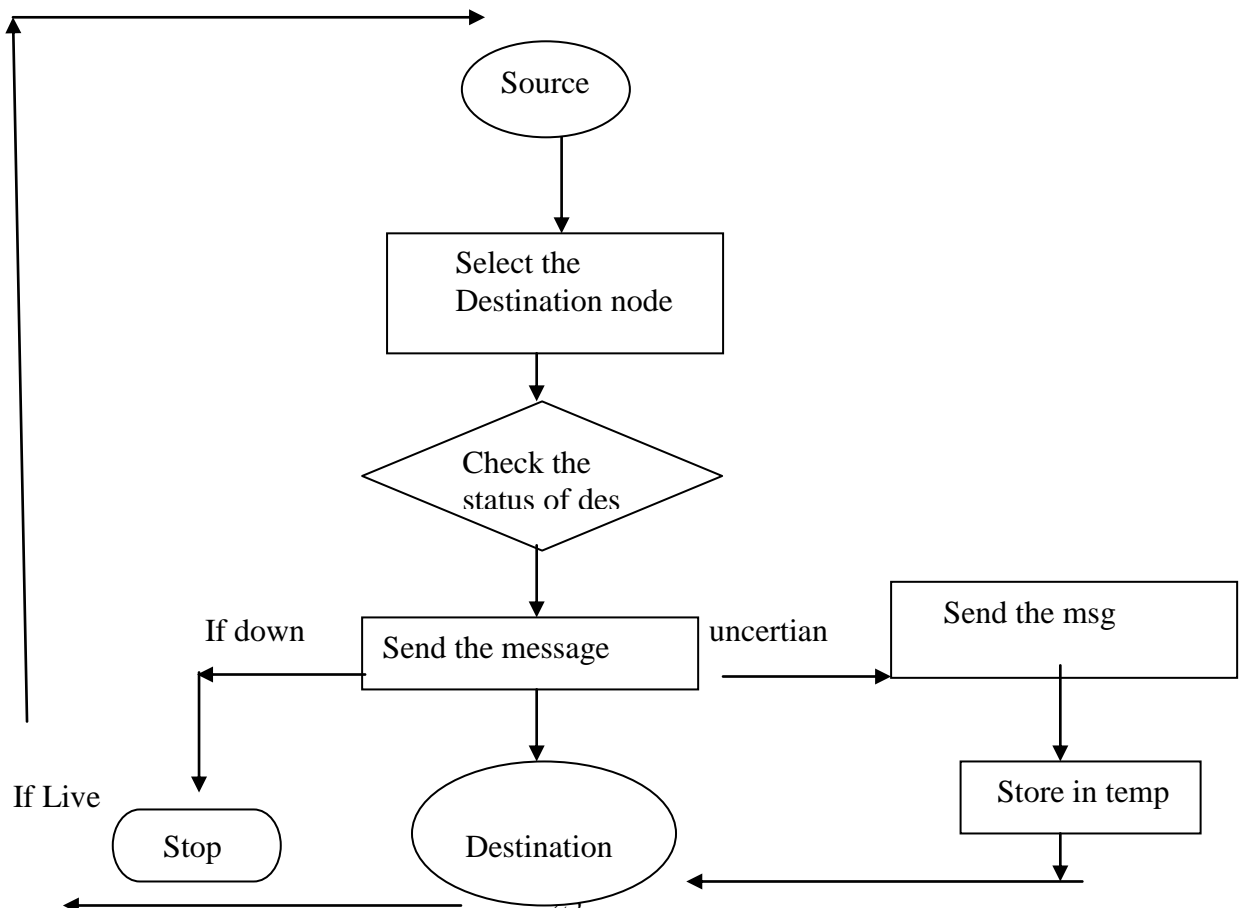 Source
Select the
Destination node
Check the
status of des
If down
Send the message
uncertian
Send the msg
If Live
Stop
Destination
Store in temp